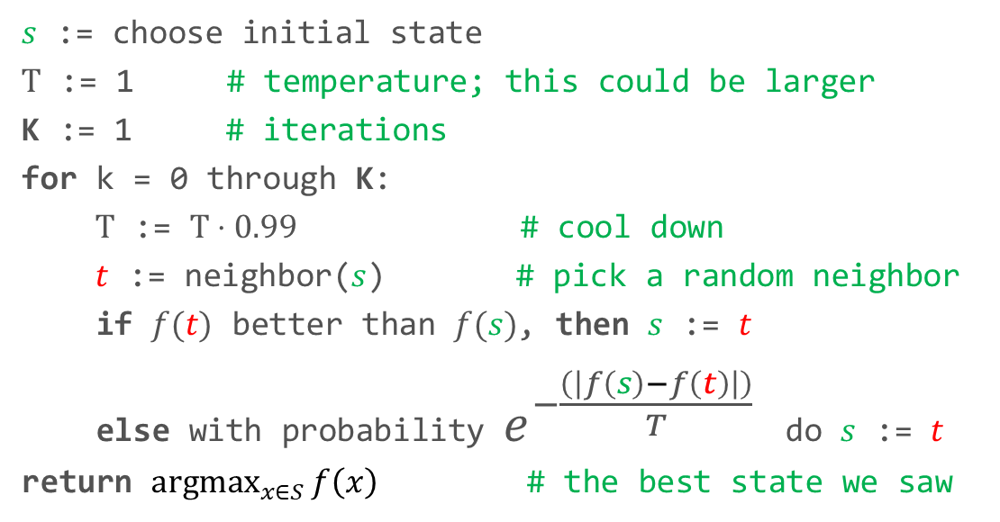 s := choose initial state
T := 1 # temperature; this could be larger
K := 1 # iterations
for k = 0 through K:
T := T · 0.99 # cool down
t := neighbor(s) # pick a random neighbor
if f(t) better than f(s), then s := t
else with probability e^{−\frac{(|f(s)−f(t)|)}{T}} do s := t
return argmax_{x∈S} f(x) # the best state we saw